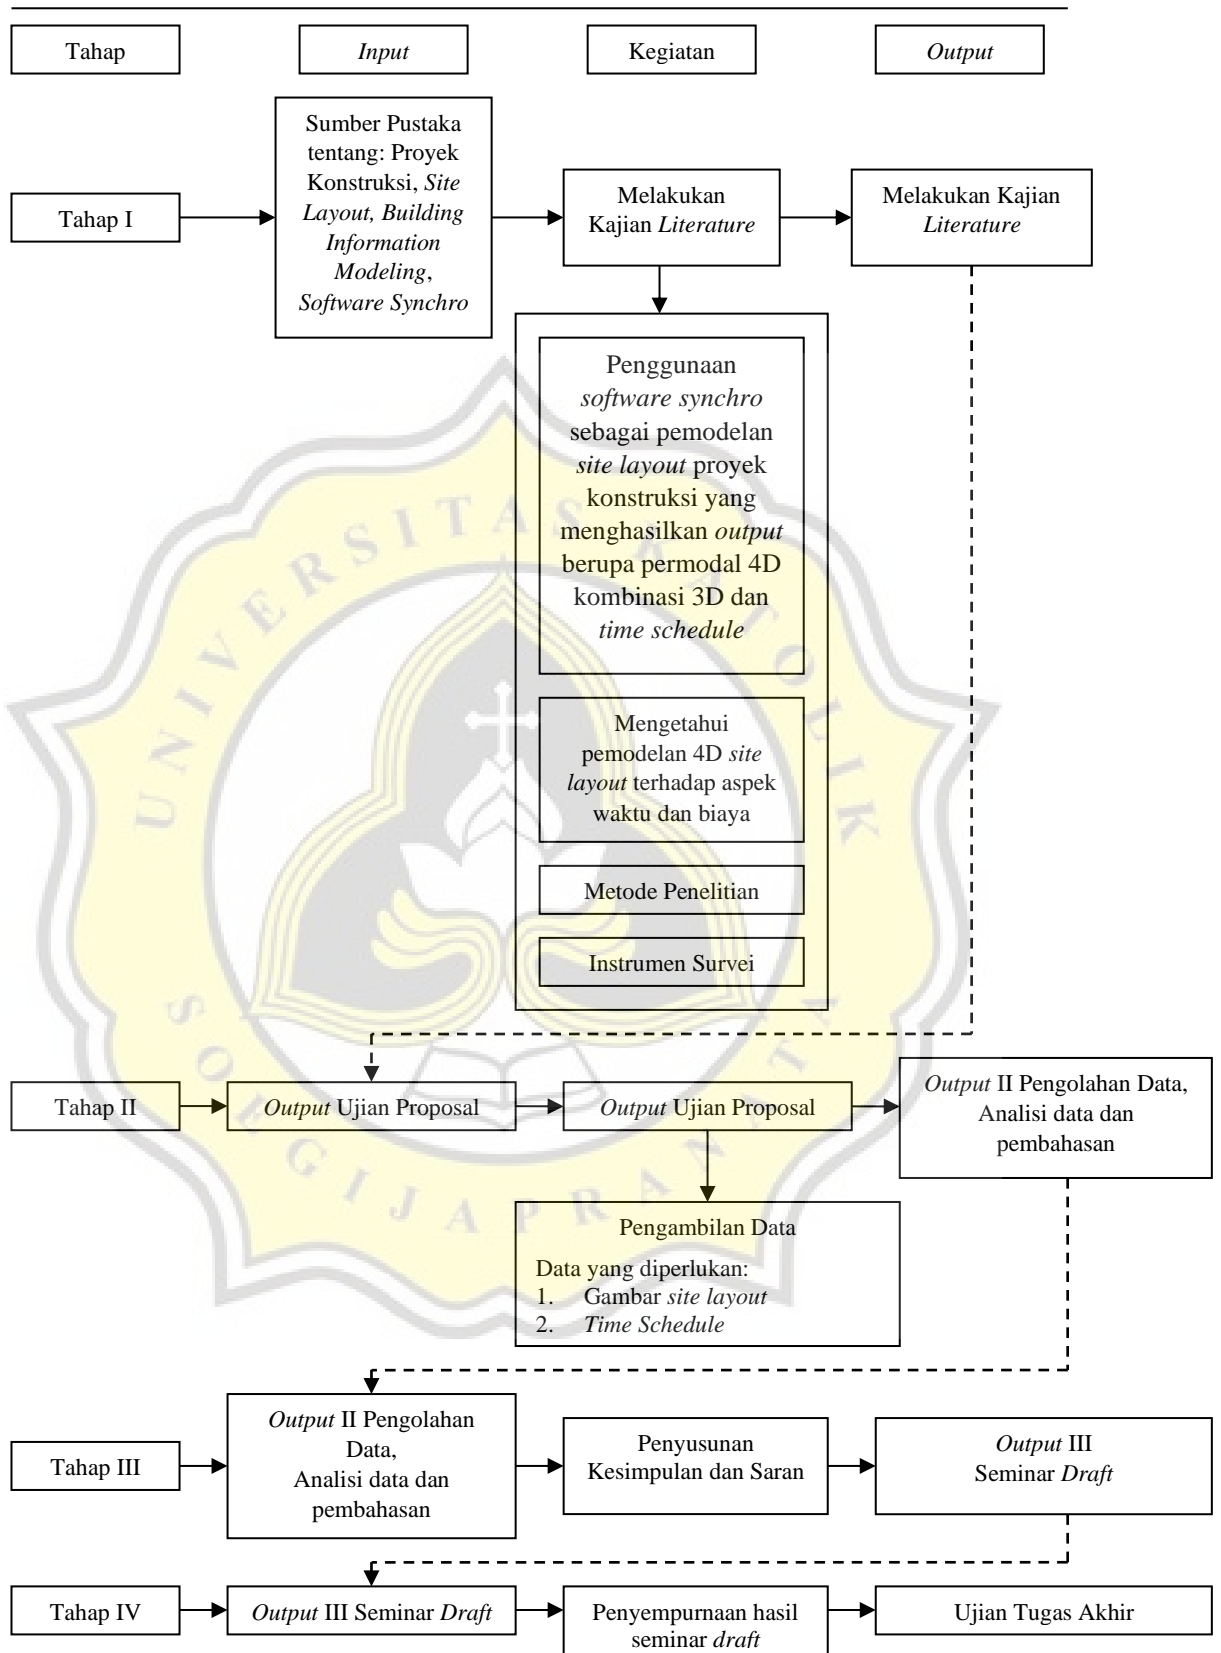 Tahap
Input
Kegiatan
Output
Tahap I
Sumber Pustaka
tentang: Proyek
Konstruksi, Site
Layout, Building
Information
Modeling,
Software Synchro
Melakukan
Kajian Literature
Melakukan Kajian
Literature
Penggunaan
software synchro
sebagai pemodelan
site layout proyek
konstruksi yang
menghasilkan output
berupa permodal 4D
kombinasi 3D dan
time schedule
Mengetahui
pemodelan 4D site
layout terhadap aspek
waktu dan biaya
Metode Penelitian
Instrumen Survei
Tahap II
Output Ujian Proposal
Output Ujian Proposal
Output II Pengolahan Data,
Analisi data dan
pembahasan
Pengambilan Data
Data yang diperlukan:
1. Gambar site layout
2. Time Schedule
Tahap III
Output II Pengolahan
Data,
Analisi data dan
pembahasan
Penyusunan
Kesimpulan dan Saran
Output III
Seminar Draft
Tahap IV
Output III Seminar Draft
Penyempurnaan hasil
seminar draft
Ujian Tugas Akhir
UNIVERSITAS KATOLIK
SOEGIJAPRANATA